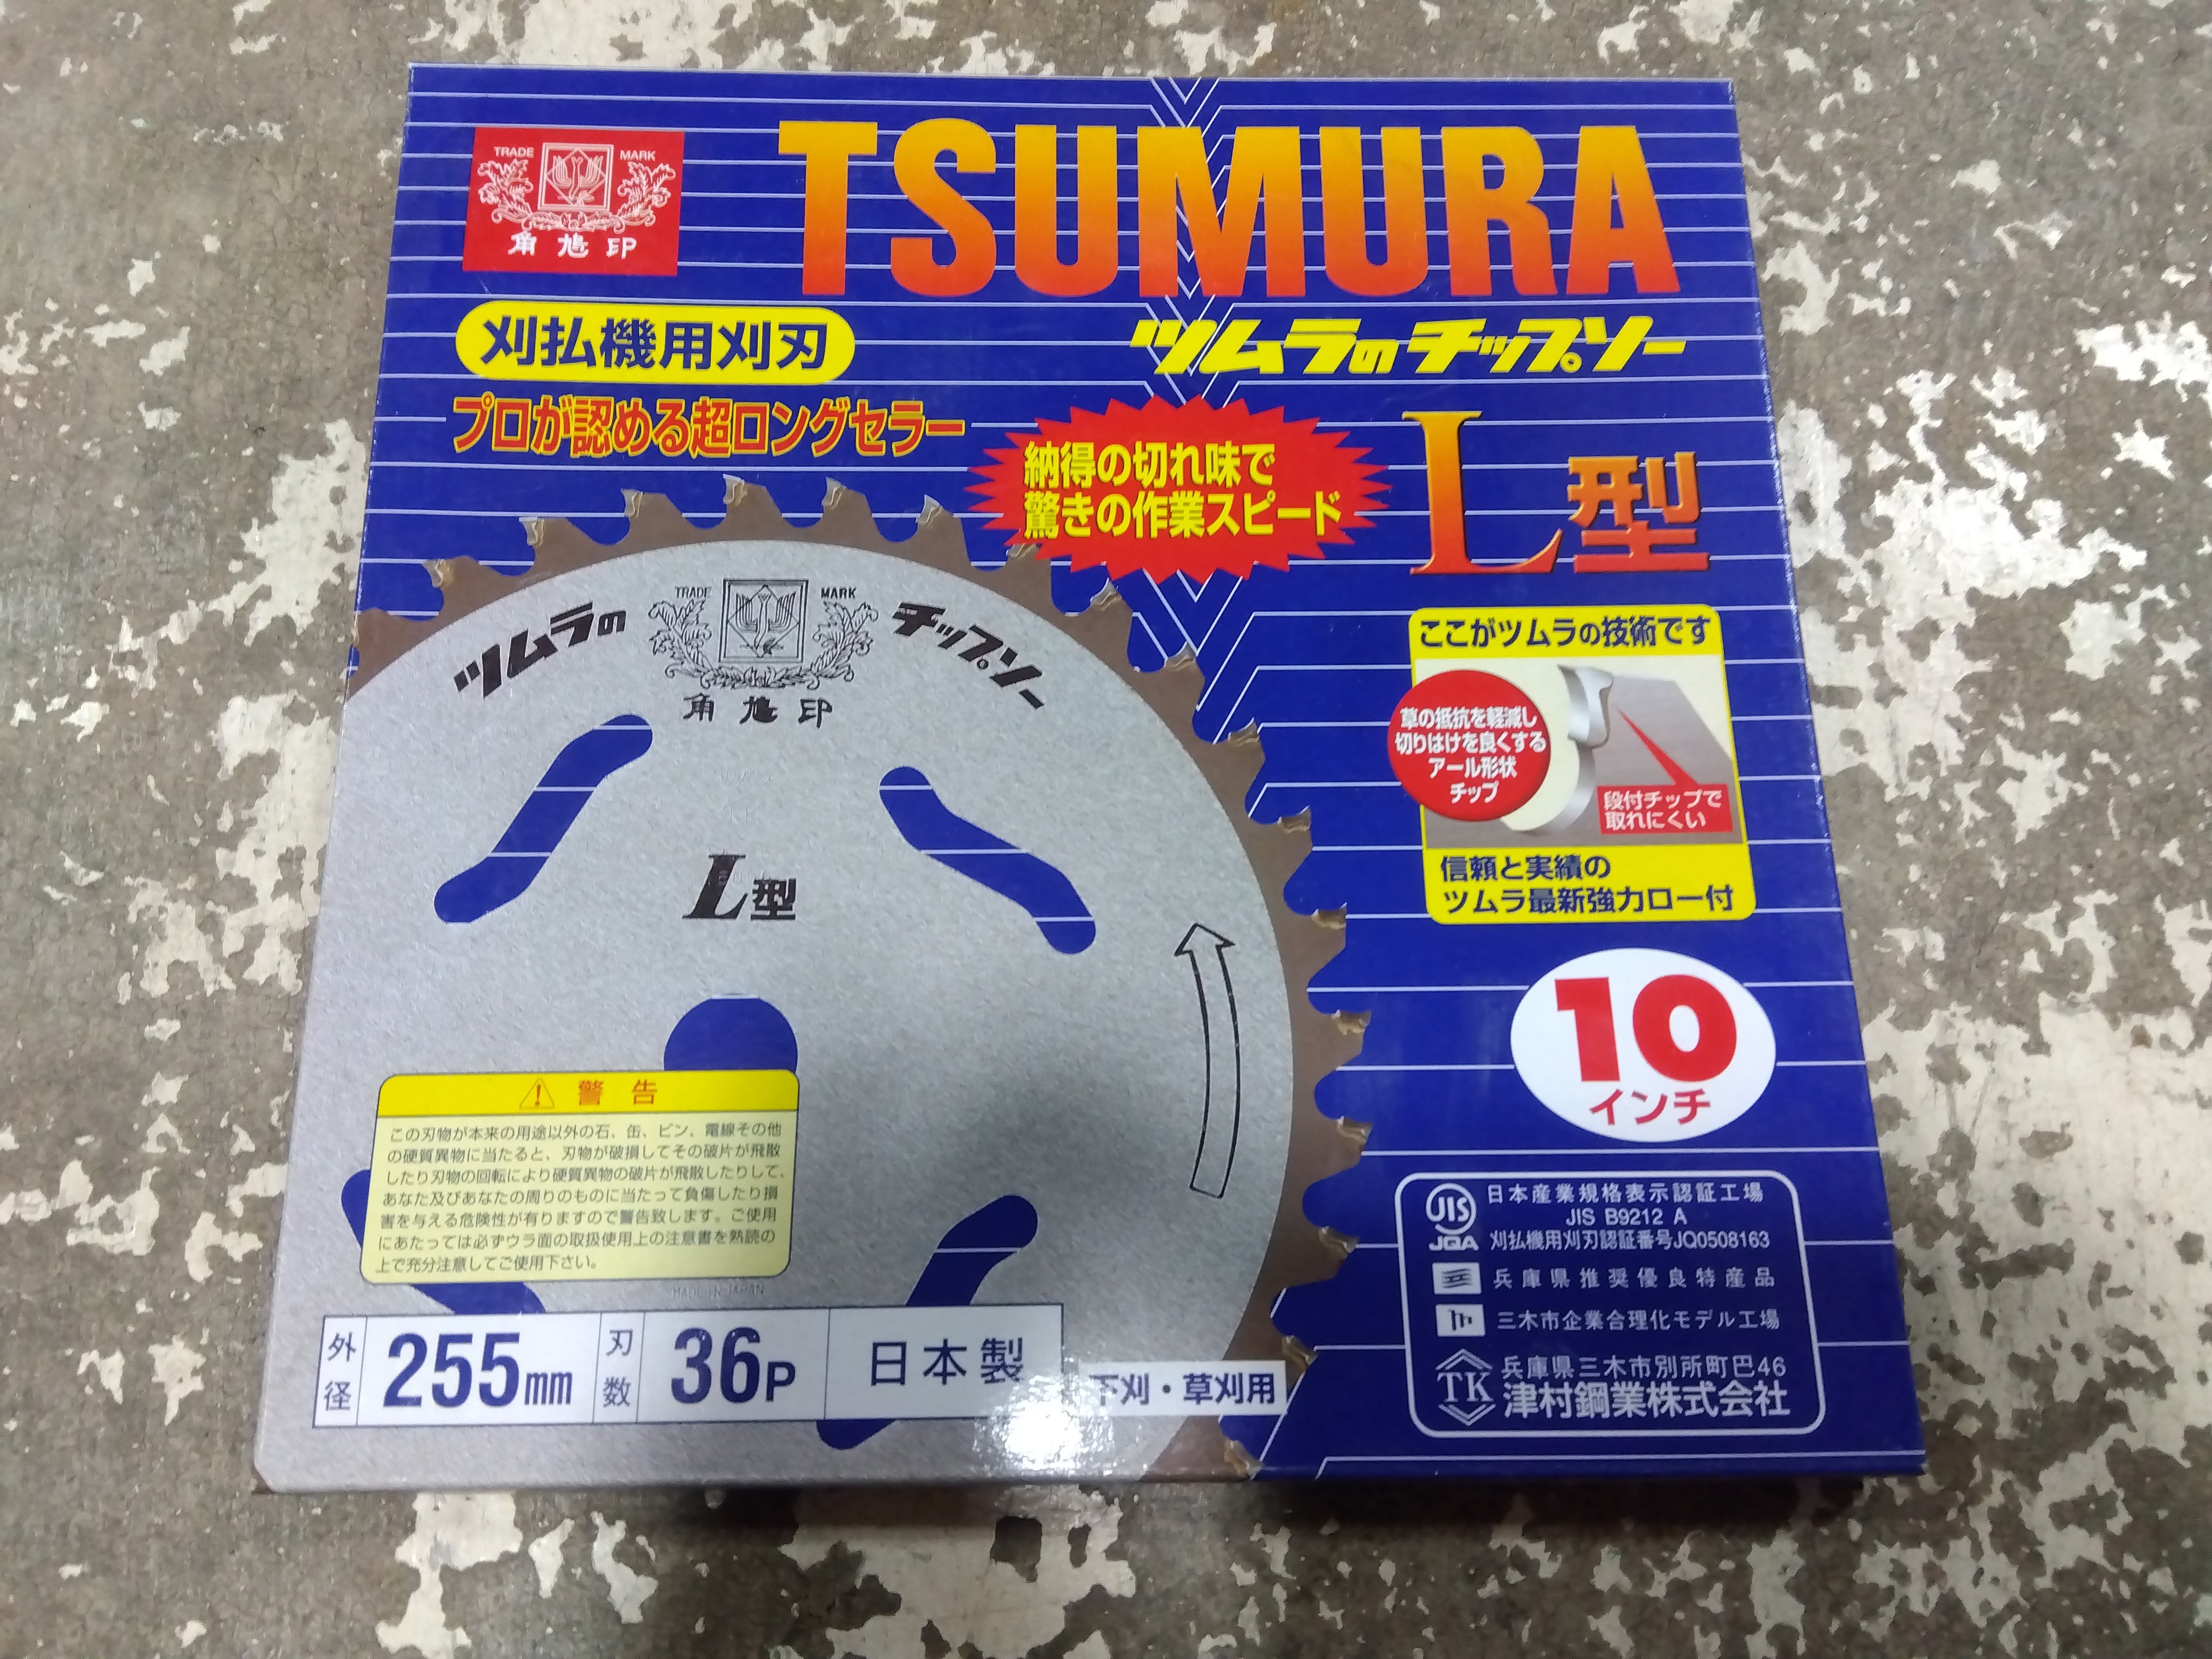 TRADE MARK
角鳩印
TSUMURA
ツムラのチップソー
刈払機用刈刃
プロが認める超ロングセラー
納得の切れ味で
驚きの作業スピード
L型
ここがツムラの技術です
草の抵抗を軽減し
切りはけを良くする
アール形状
チップ
段付チップで
取れにくい
信頼と実績の
ツムラ最新強力ロー付
ツムラの チップソー
TRADE MARK
角鳩印
L型
10
インチ
⚠ 警告
この刃物が本来の用途以外の石、缶、ビン、電線その他
の硬質異物に当たると、刃物が破損してその破片が飛散
したり刃物の回転により硬質異物の破片が飛散したりして、
あなた及びあなたの周りのものに当たって負傷したり損
害を与える危険性が有りますので警告致します。ご使用
にあたっては必ずウラ面の取扱使用上の注意書を熟読の
上で充分注意してご使用下さい。
MADE IN JAPAN
外径 255mm 刃数 36P 日本製
下刈・草刈用
JIS
JQA
日本産業規格表示認証工場
JIS B9212 A
刈払機用刈刃認証番号JQ0508163
兵庫県推奨優良特産品
三木市企業合理化モデル工場
TK
兵庫県三木市別所町巴46
津村鋼業株式会社